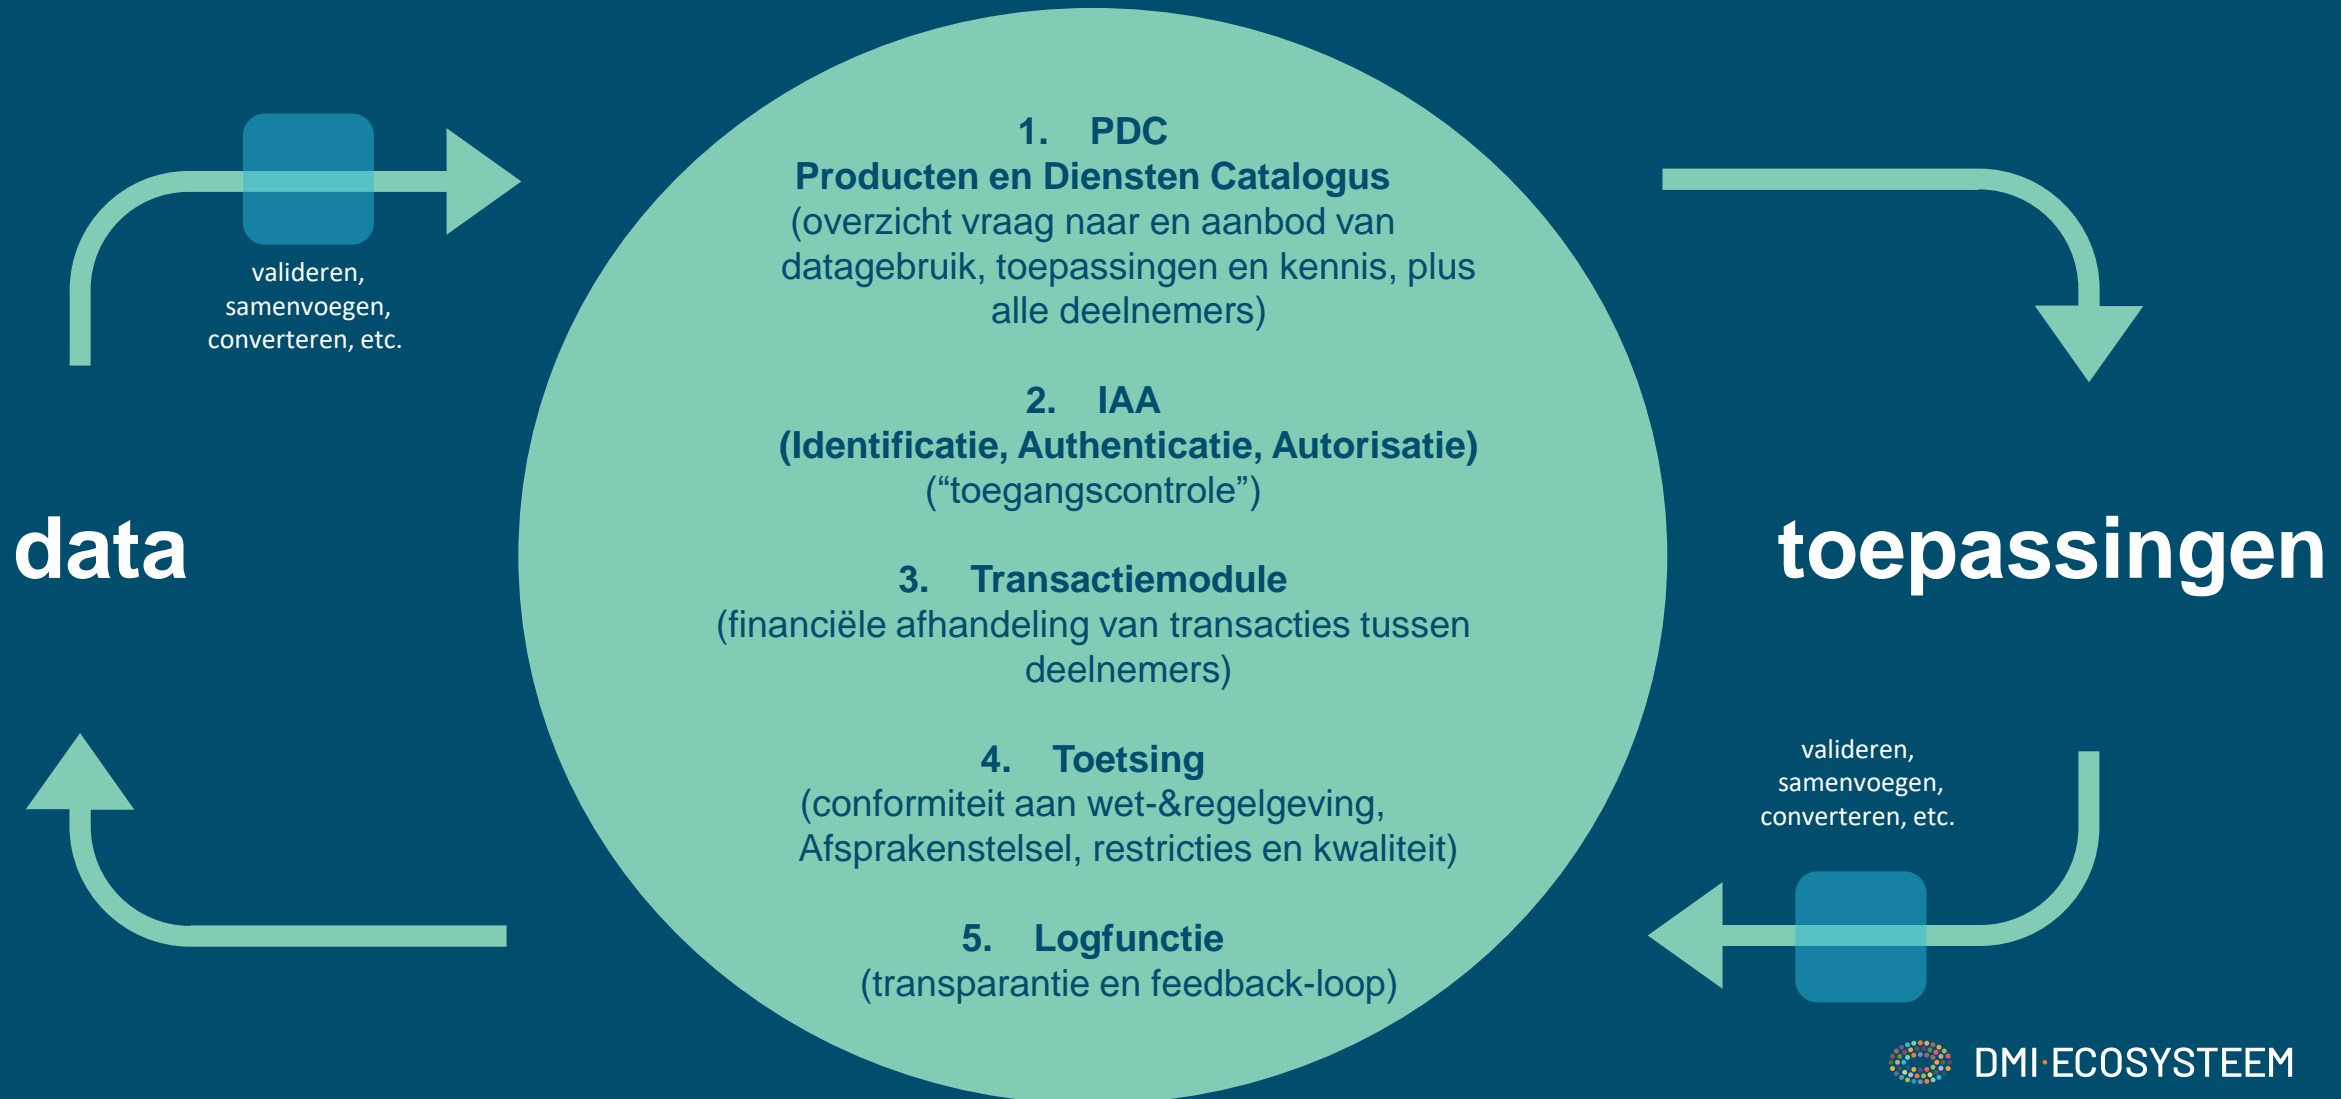 valideren,
samenvoegen,
converteren, etc.
data
1. PDC
Producten en Diensten Catalogus
(overzicht vraag naar en aanbod van
datagebruik, toepassingen en kennis, plus
alle deelnemers)
2. IAA
(Identificatie, Authenticatie, Autorisatie)
(“toegangscontrole”)
3. Transactiemodule
(financiële afhandeling van transacties tussen
deelnemers)
4. Toetsing
(conformiteit aan wet-&regelgeving,
Afsprakenstelsel, restricties en kwaliteit)
5. Logfunctie
(transparantie en feedback-loop)
toepassingen
valideren,
samenvoegen,
converteren, etc.
DMI·ECOSYSTEEM